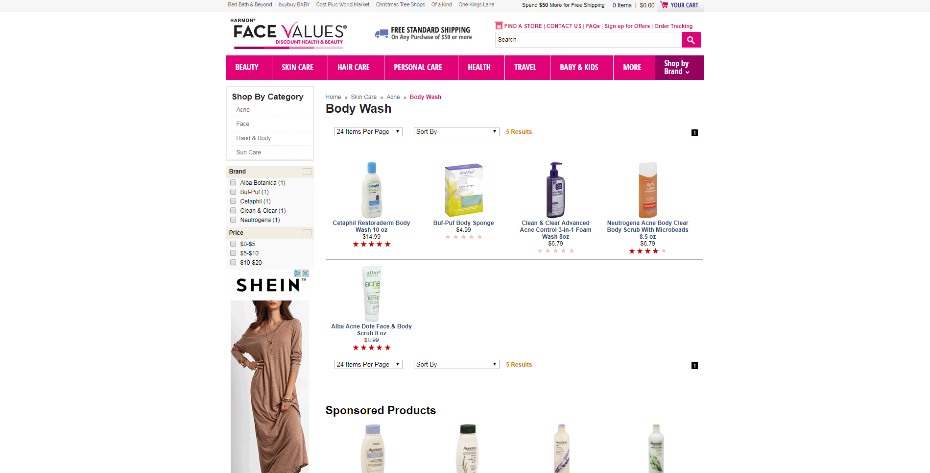 Bed Bath & Beyond buybuy BABY Cost Plus World Market Christmas Tree Shops Of a Kind One Kings Lane
Spend $50 More for Free Shipping 0 Items | $0.00 YOUR CART
HARMON®
FACE VALUES®
DISCOUNT HEALTH & BEAUTY
FREE STANDARD SHIPPING
On Any Purchase of $50 or more
FIND A STORE | CONTACT US | FAQs | Sign up for Offers | Order Tracking
Search
BEAUTY SKIN CARE HAIR CARE PERSONAL CARE HEALTH TRAVEL BABY & KIDS MORE Shop by Brand
Shop By Category
Acne
Face
Hand & Body
Sun Care
Brand
Alba Botanica (1)
Buf-Puf (1)
Cetaphil (1)
Clean & Clear (1)
Neutrogena (1)
Price
$0-$5
$5-$10
$10-$20
SHEIN™
Home » Skin Care » Acne » Body Wash
Body Wash
24 Items Per Page Sort By 5 Results 1
Cetaphil Restoraderm Body
Wash 10 oz
$14.99
Buf-Puf Body Sponge
$4.99
Clean & Clear Advanced
Acne Control 3-in-1 Foam
Wash 8oz
$6.79
Neutrogena Acne Body Clear
Body Scrub With Microbeads
8.5 oz
$6.79
Alba Acne Dote Face & Body
Scrub 8 oz
$8.99
24 Items Per Page Sort By 5 Results 1
Sponsored Products